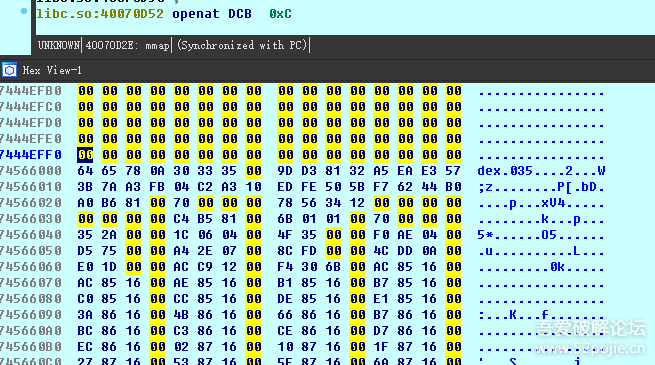 libc.so:40070D52 openat DCB  0xC
UNKNOWN 40070D2E: mmap (Synchronized with PC)
Hex View-1
7444EFB0  00 00 00 00 00 00 00 00  00 00 00 00 00 00 00 00  ................
7444EFC0  00 00 00 00 00 00 00 00  00 00 00 00 00 00 00 00  ................
7444EFD0  00 00 00 00 00 00 00 00  00 00 00 00 00 00 00 00  ................
7444EFE0  00 00 00 00 00 00 00 00  00 00 00 00 00 00 00 00  ................
7444EFF0  00 00 00 00 00 00 00 00  00 00 00 00 00 00 00 00  ................
74566000  64 65 78 0A 30 33 35 00  9D D3 81 32 A5 EA E3 57  dex.035....2...W
74566010  3B 7A A3 FB 04 C2 A3 10  ED FE 50 5B F7 62 44 B0  ;z........P[.bD.
74566020  A0 B6 81 00 70 00 00 00  78 56 34 12 00 00 00 00  ....p...xV4.....
74566030  00 00 00 00 C4 B5 81 00  6B 01 01 00 70 00 00 00  ........k...p...
74566040  35 2A 00 00 1C 06 04 00  4F 35 00 00 F0 AE 04 00  5*......O5......
74566050  D5 75 00 00 A4 2E 07 00  8C FD 00 00 4C DD 0A 00  .u..........L...
74566060  E0 1D 00 00 AC C9 12 00  F4 30 6B 00 AC 85 16 00  .........0k.....
74566070  AC 85 16 00 AE 85 16 00  B1 85 16 00 B7 85 16 00  ................
74566080  C0 85 16 00 CC 85 16 00  DE 85 16 00 E1 85 16 00  ................
74566090  3A 86 16 00 4B 86 16 00  66 86 16 00 B7 86 16 00  :...K...f.......
745660A0  BC 86 16 00 C3 86 16 00  CE 86 16 00 D7 86 16 00
745660B0  EC 86 16 00 02 87 16 00  10 87 16 00 1F 87 16 00
745660C0  27 87 16 00 53 87 16 00  5F 87 16 00 6A 87 16 00
吾爱破解论坛
www.52pojie.cn